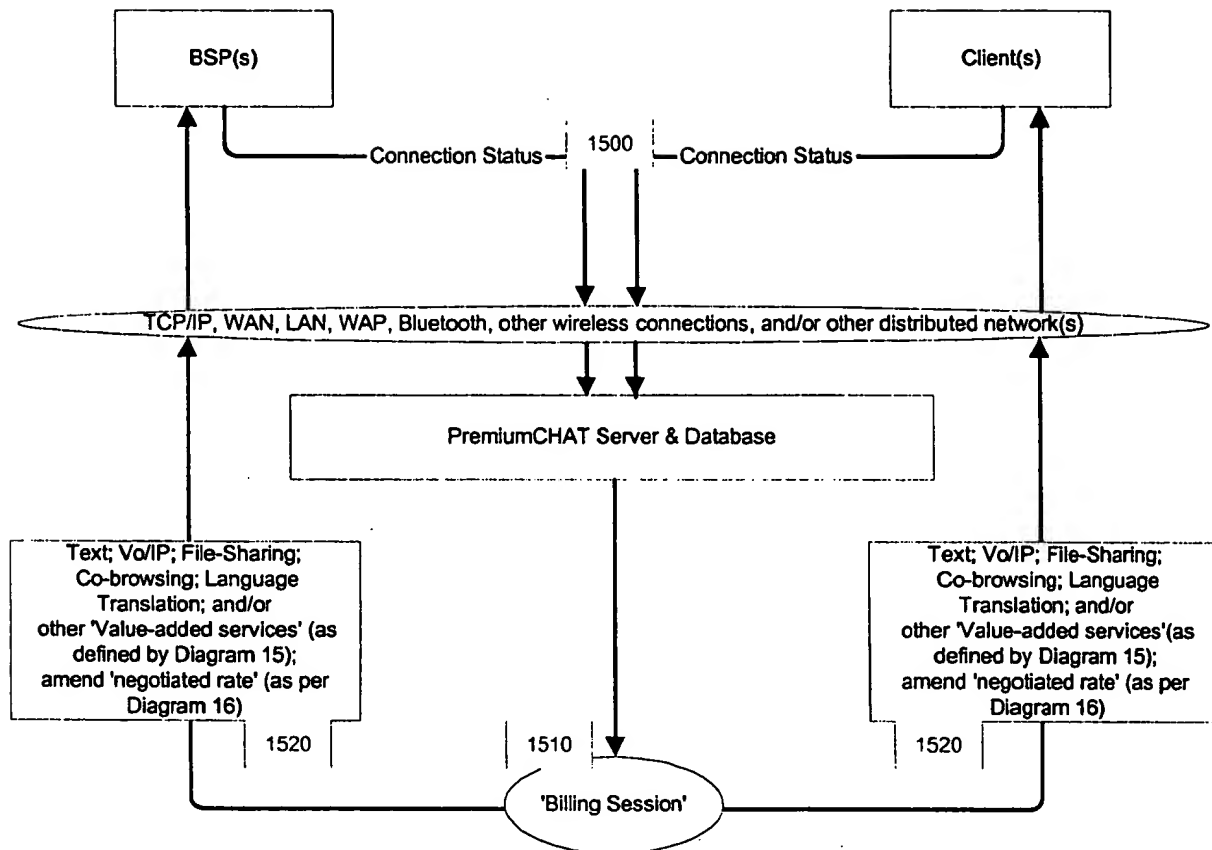 BSP(s)
Client(s)
Connection Status
1500
Connection Status
TCP/IP, WAN, LAN, WAP, Bluetooth, other wireless connections, and/or other distributed network(s)
PremiumCHAT Server & Database
Text; Vo/IP; File-Sharing;
Co-browsing; Language
Translation; and/or
other 'Value-added services' (as
defined by Diagram 15);
amend 'negotiated rate' (as per
Diagram 16)
1520
Text; Vo/IP; File-Sharing;
Co-browsing; Language
Translation; and/or
other 'Value-added services'(as
defined by Diagram 15);
amend 'negotiated rate' (as per
Diagram 16)
1520
1510
'Billing Session'